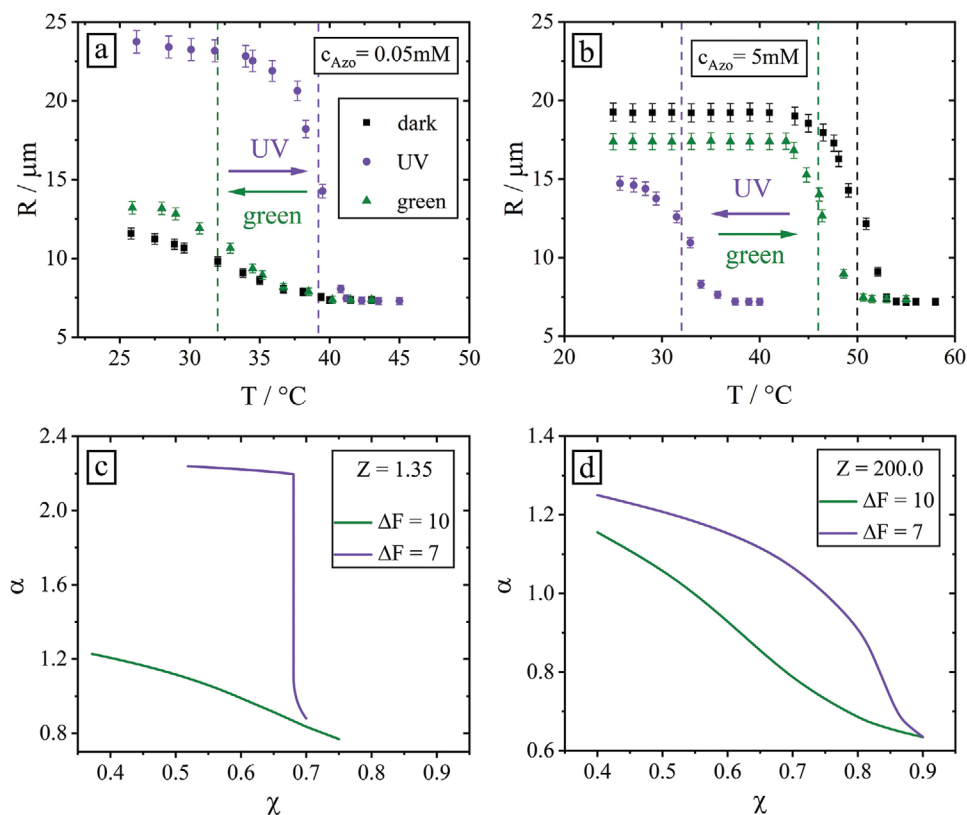 a
c_Azo = 0.05mM
dark
UV
green
UV
green
R / μm
25
20
15
10
5
25
30
35
40
45
50
T / °C
b
c_Azo = 5mM
UV
green
R / μm
25
20
15
10
5
20
30
40
50
60
T / °C
c
Z = 1.35
ΔF = 10
ΔF = 7
α
2.4
2.0
1.6
1.2
0.8
0.4
0.5
0.6
0.7
0.8
0.9
χ
d
Z = 200.0
ΔF = 10
ΔF = 7
α
1.4
1.2
1.0
0.8
0.6
0.4
0.5
0.6
0.7
0.8
0.9
χ